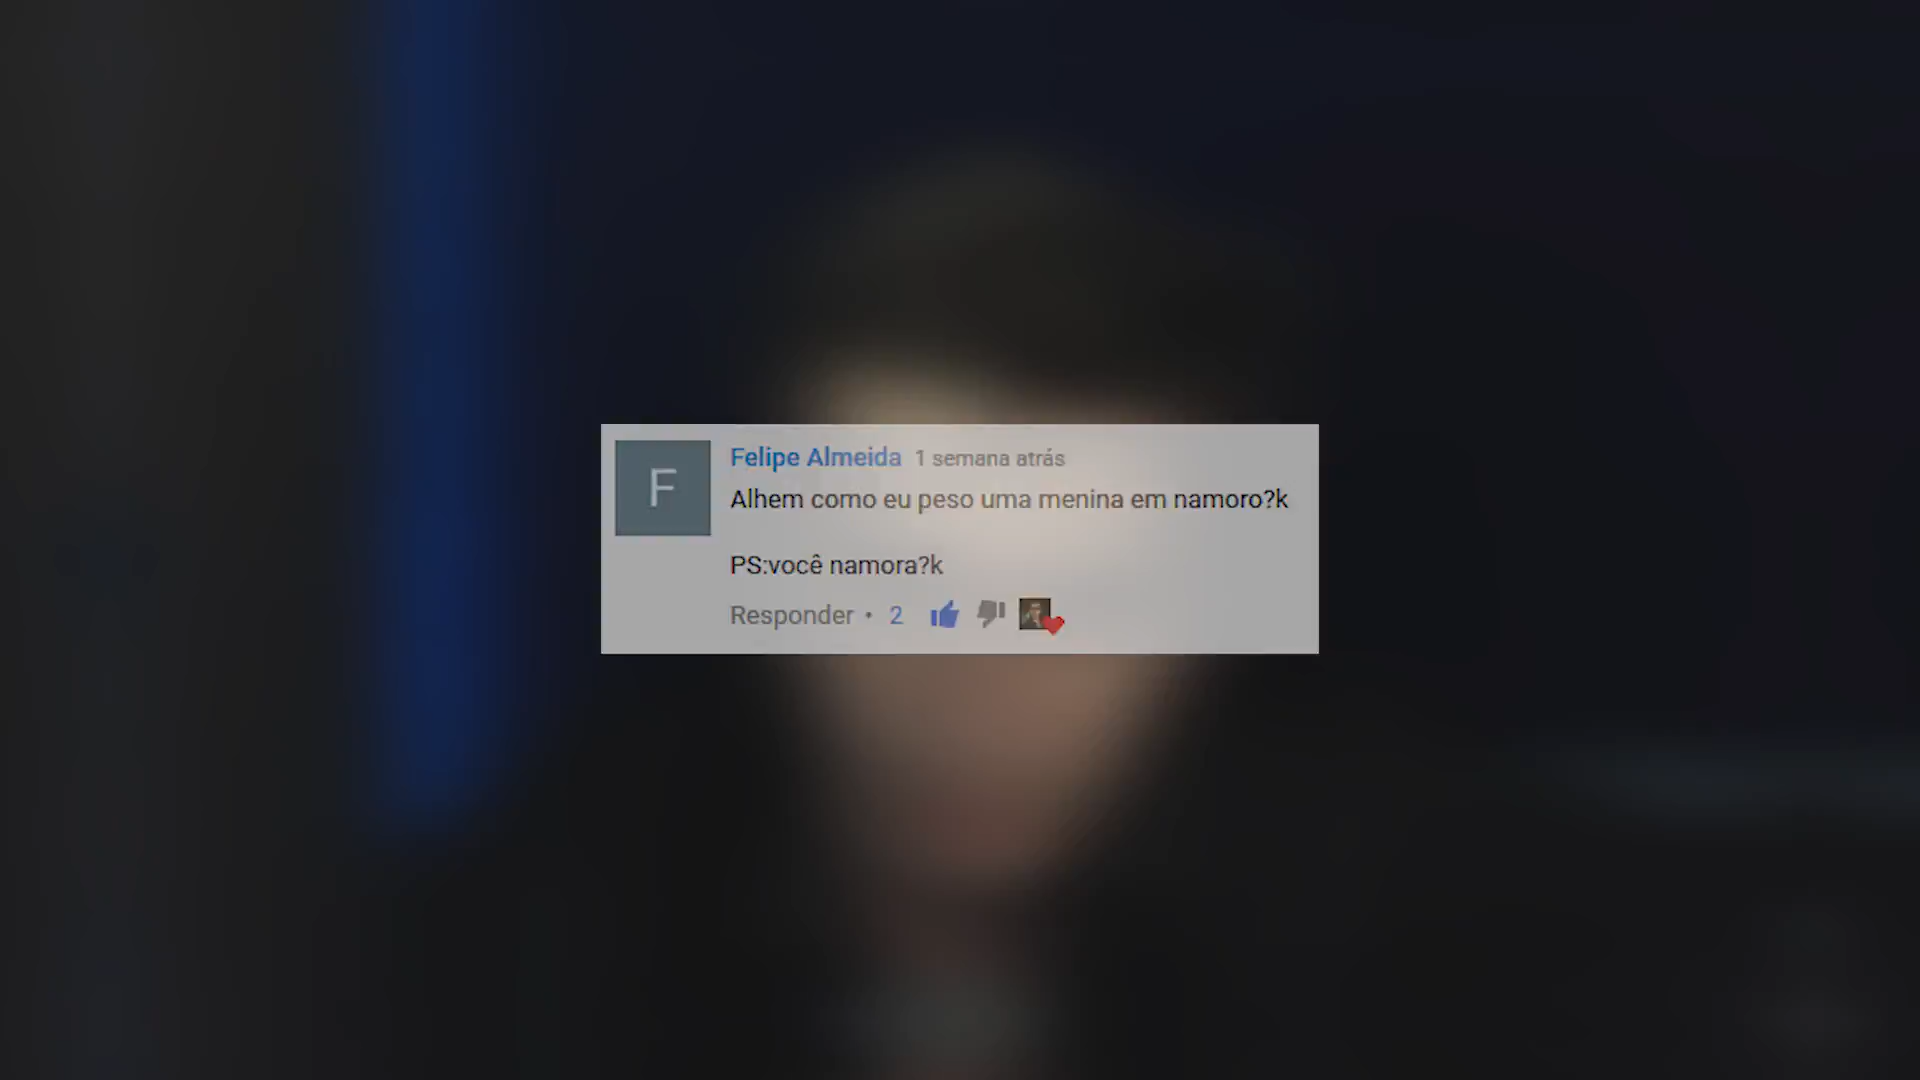 F
Felipe Almeida 1 semana atrás
Alhem como eu peso uma menina em namoro?k
PS:você namora?k
Responder • 2